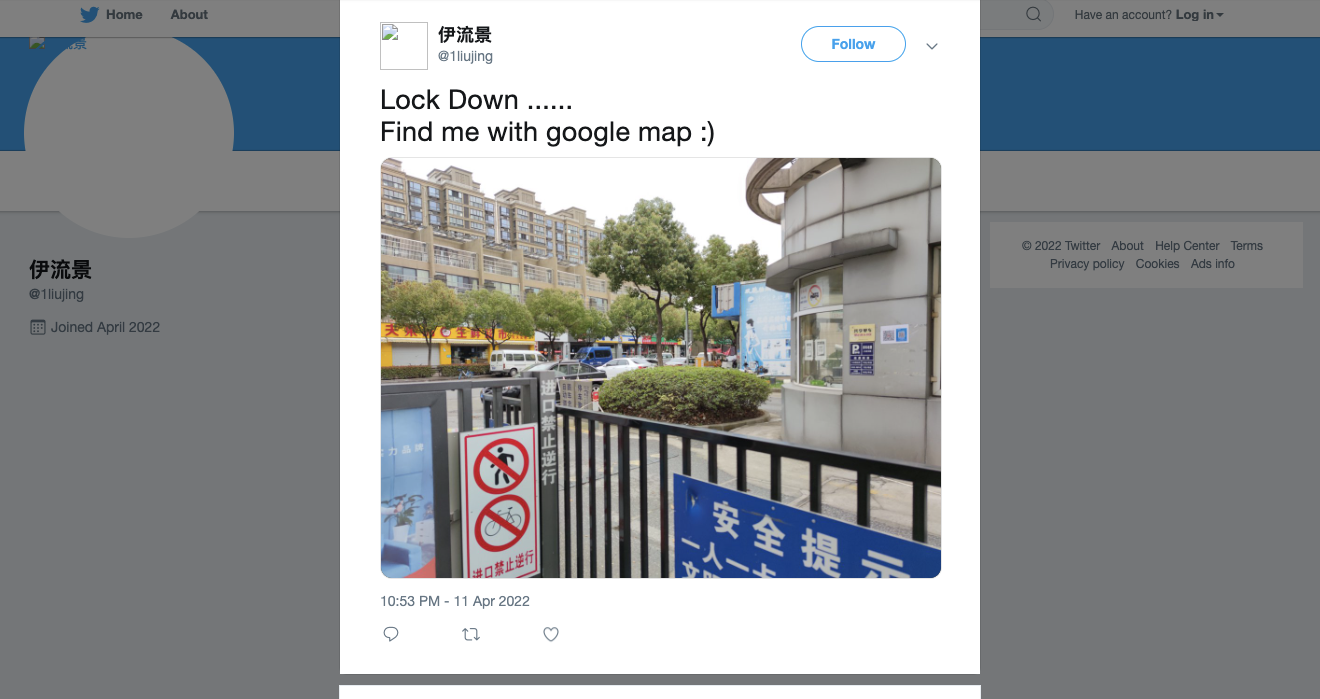 Home
About
Have an account? Log in
伊流景
@1liujing
Follow
Lock Down ......
Find me with google map :)
进口禁止逆行
进口禁止逆行
安全提示
一人一卡
P
10:53 PM - 11 Apr 2022
伊流景
@1liujing
Joined April 2022
© 2022 Twitter About Help Center Terms
Privacy policy Cookies Ads info